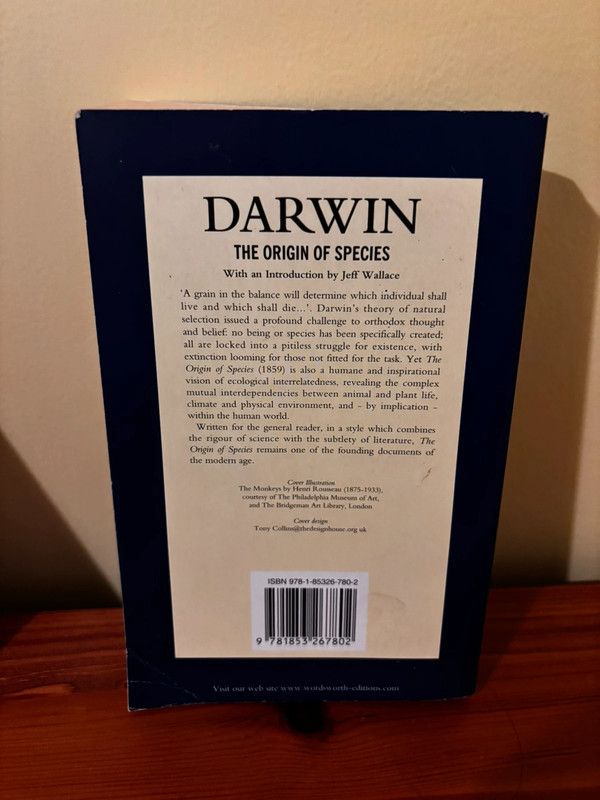 DARWIN
THE ORIGIN OF SPECIES
With an Introduction by Jeff Wallace
'A grain in the balance will determine which individual shall
live and which shall die...'. Darwin's theory of natural
selection issued a profound challenge to orthodox thought
and belief: no being or species has been specifically created;
all are locked into a pitiless struggle for existence, with
extinction looming for those not fitted for the task. Yet The
Origin of Species (1859) is also a humane and inspirational
vision of ecological interrelatedness, revealing the complex
mutual interdependencies between animal and plant life,
climate and physical environment, and – by implication –
within the human world.
Written for the general reader, in a style which combines
the rigour of science with the subtlety of literature, The
Origin of Species remains one of the founding documents of
the modern age.
Cover Illustration
The Monkeys by Henri Rousseau (1875-1933),
courtesy of The Philadelphia Museum of Art,
and The Bridgeman Art Library, London
Cover design
Tony Collins@thedesignhouse.org uk
ISBN 978-1-85326-780-2
9 781853 267802
Visit our web site www.wordsworth-editions.com